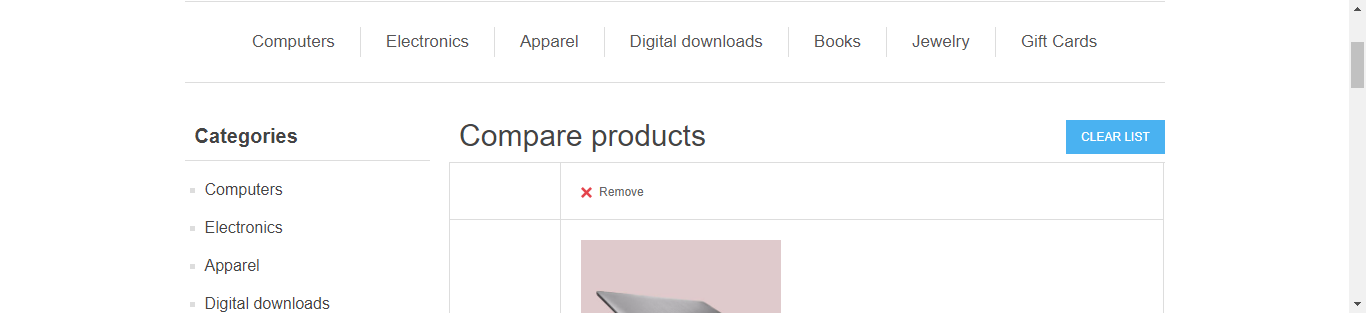 Computers Electronics Apparel Digital downloads Books Jewelry Gift Cards
Categories
Computers
Electronics
Apparel
Digital downloads
Compare products
CLEAR LIST
Remove